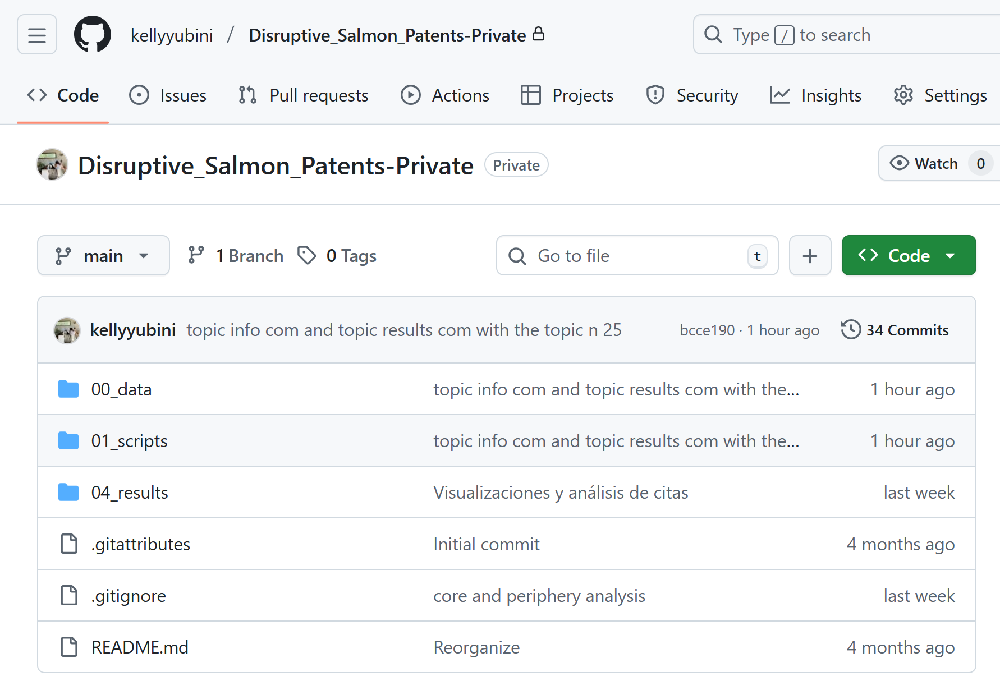 kellyyubini / Disruptive_Salmon_Patents-Private
Type / to search
Code Issues Pull requests Actions Projects Security Insights Settings
Disruptive_Salmon_Patents-Private Private
Watch 0
main 1 Branch 0 Tags
Go to file t
Code
kellyyubini topic info com and topic results com with the topic n 25 bcce190 · 1 hour ago 34 Commits
00_data topic info com and topic results com with the... 1 hour ago
01_scripts topic info com and topic results com with the... 1 hour ago
04_results Visualizaciones y análisis de citas last week
.gitattributes Initial commit 4 months ago
.gitignore core and periphery analysis last week
README.md Reorganize 4 months ago